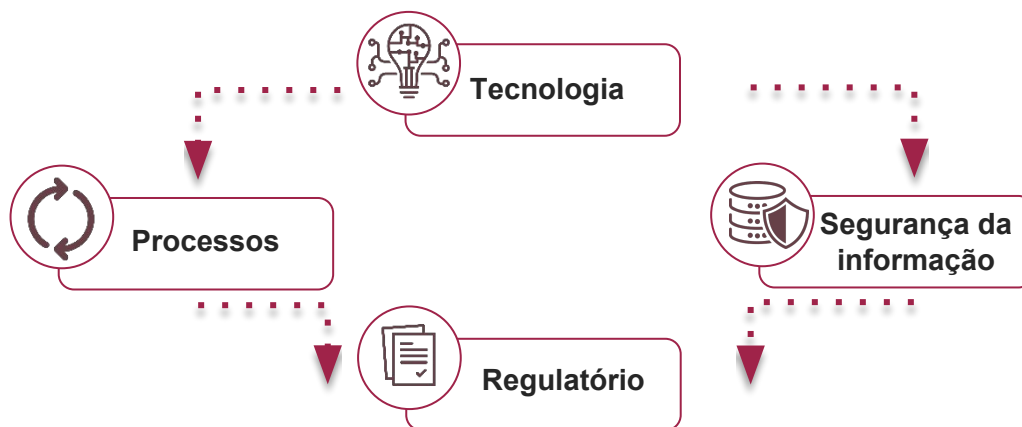 Tecnologia
Processos
Segurança da
informação
Regulatório